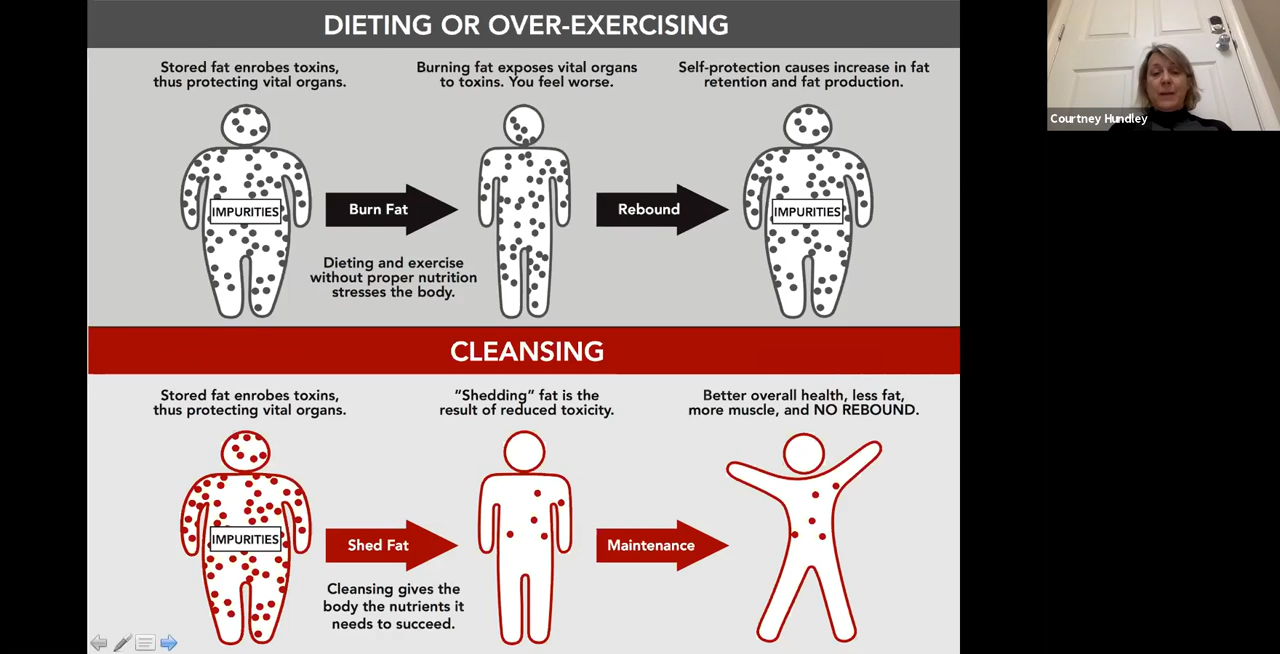 DIETING OR OVER-EXERCISING
Stored fat enrobes toxins,
thus protecting vital organs.
Burning fat exposes vital organs
to toxins. You feel worse.
Self-protection causes increase in fat
retention and fat production.
IMPURITIES
Burn Fat
Dieting and exercise
without proper nutrition
stresses the body.
Rebound
IMPURITIES
CLEANSING
Stored fat enrobes toxins,
thus protecting vital organs.
“Shedding” fat is the
result of reduced toxicity.
Better overall health, less fat,
more muscle, and NO REBOUND.
IMPURITIES
Shed Fat
Cleansing gives the
body the nutrients it
needs to succeed.
Maintenance
Courtney Hundley